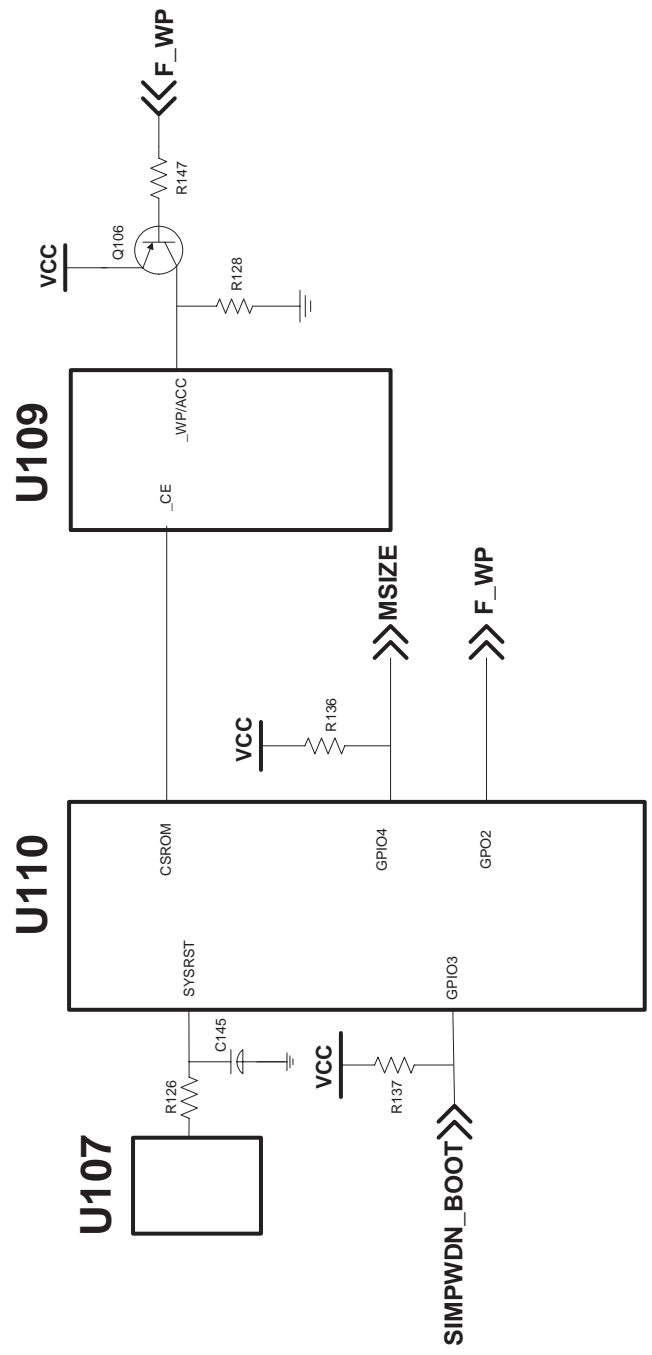 U107
R126
C145
VCC
R137
SIMPWDN_BOOT
U110
SYSRST
CSROM
GPIO3
GPIO4
GPO2
VCC
R136
MSIZE
F_WP
U109
_CE
_WP/ACC
VCC
Q106
R128
R147
F_WP